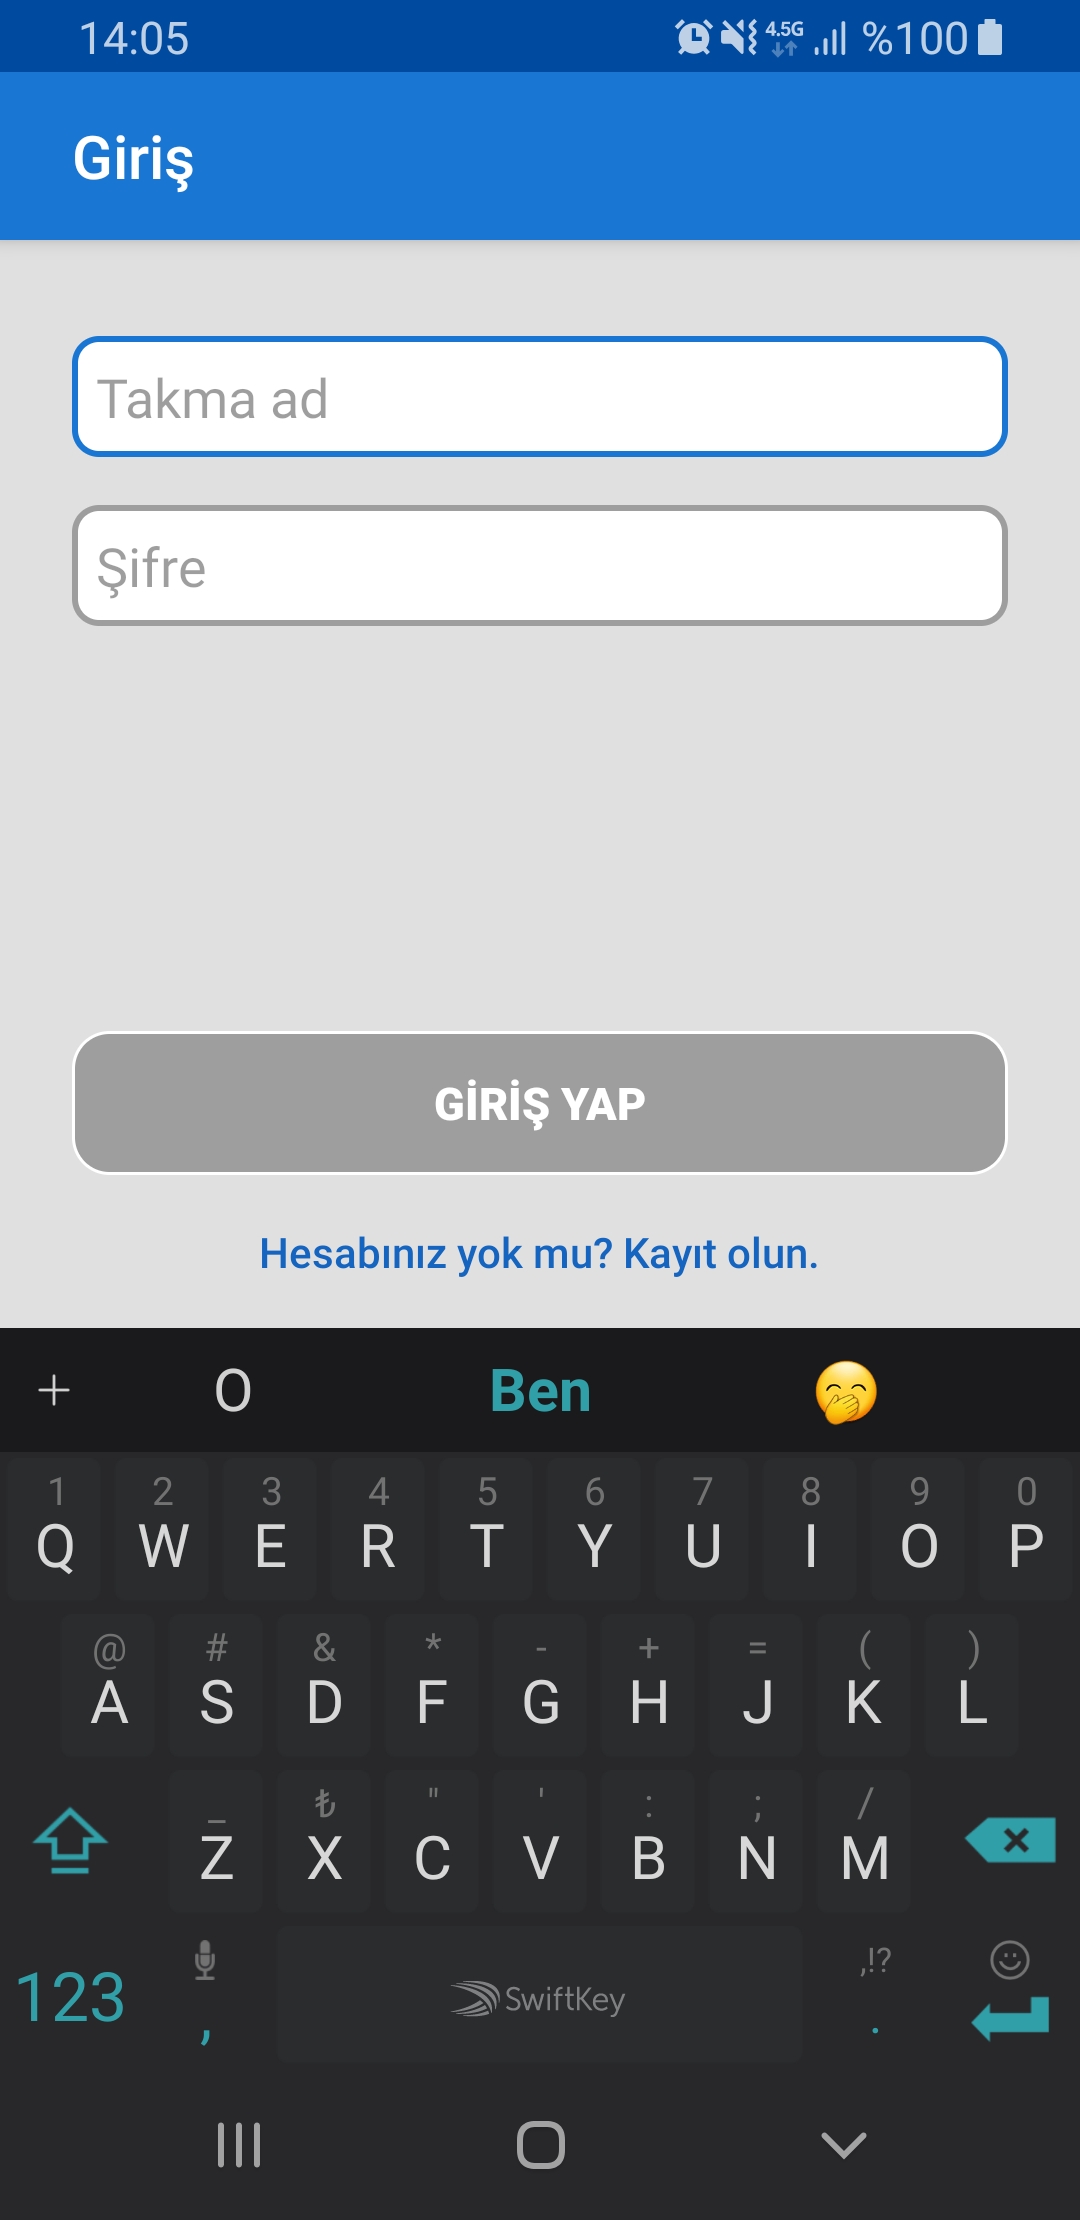 14:05 4.5G %100
Giriş
Takma ad
Şifre
GİRİŞ YAP
Hesabınız yok mu? Kayıt olun.
+ O Ben 🤭
1 2 3 4 5 6 7 8 9 0
Q W E R T Y U I O P
@ # & * - + = ( )
A S D F G H J K L
_ ₺ " ' : ; /
Z X C V B N M
,!?
123 , SwiftKey .